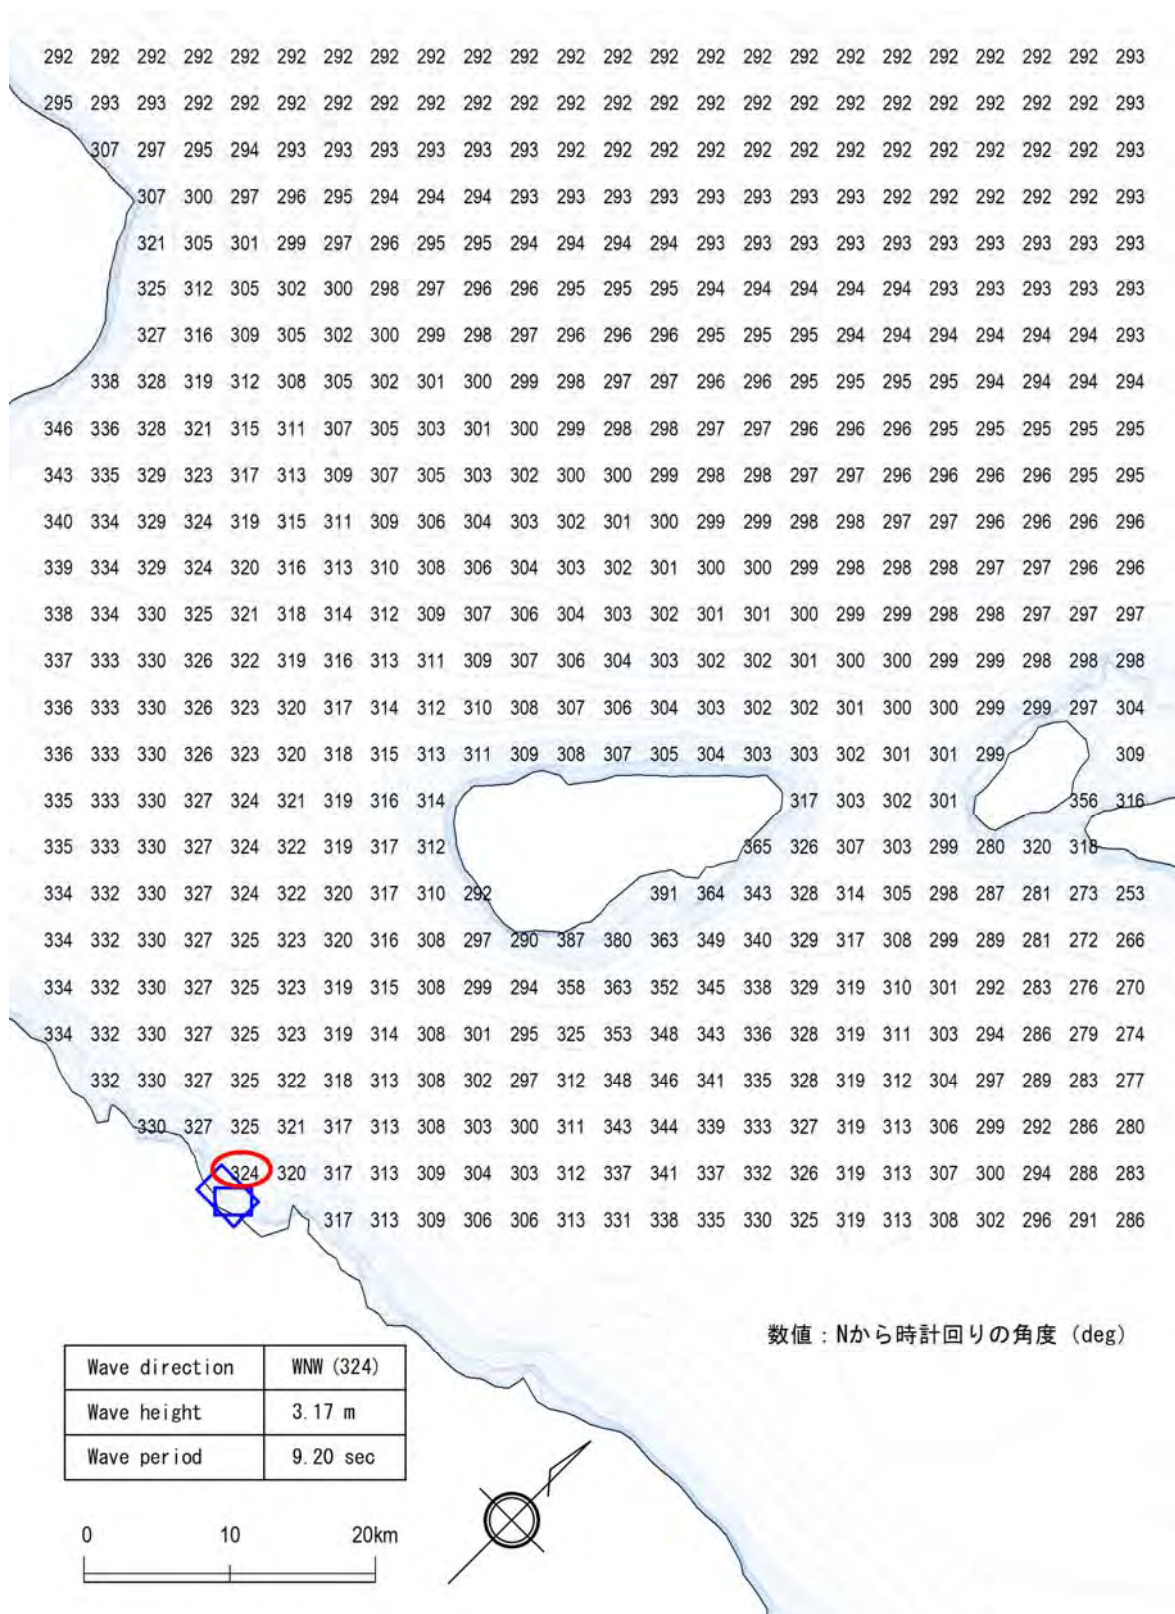 292 292 292 292 292 292 292 292 292 292 292 292 292 292 292 292 292 292 292 292 292 292 292 293
295 293 293 292 292 292 292 292 292 292 292 292 292 292 292 292 292 292 292 292 292 292 292 293
307 297 295 294 293 293 293 293 293 293 292 292 292 292 292 292 292 292 292 292 292 292 293
307 300 297 296 295 294 294 294 293 293 293 293 293 293 293 293 292 292 292 292 292 293
321 305 301 299 297 296 295 295 294 294 294 294 293 293 293 293 293 293 293 293 293 293
325 312 305 302 300 298 297 296 296 295 295 295 294 294 294 294 294 293 293 293 293 293
327 316 309 305 302 300 299 298 297 296 296 296 295 295 295 294 294 294 294 294 294 293
338 328 319 312 308 305 302 301 300 299 298 297 297 296 296 295 295 295 295 294 294 294 294
346 336 328 321 315 311 307 305 303 301 300 299 298 298 297 297 296 296 296 295 295 295 295 295
343 335 329 323 317 313 309 307 305 303 302 300 300 299 298 298 297 297 296 296 296 296 295 295
340 334 329 324 319 315 311 309 306 304 303 302 301 300 299 299 298 298 297 297 296 296 296 296
339 334 329 324 320 316 313 310 308 306 304 303 302 301 300 300 299 298 298 298 297 297 296 296
338 334 330 325 321 318 314 312 309 307 306 304 303 302 301 301 300 299 299 298 298 297 297 297
337 333 330 326 322 319 316 313 311 309 307 306 304 303 302 302 301 300 300 299 299 298 298 298
336 333 330 326 323 320 317 314 312 310 308 307 306 304 303 302 302 301 300 300 299 299 297 304
336 333 330 326 323 320 318 315 313 311 309 308 307 305 304 303 303 302 301 301 299 309
335 333 330 327 324 321 319 316 314 317 303 302 301 356 316
335 333 330 327 324 322 319 317 312 365 326 307 303 299 280 320 318
334 332 330 327 324 322 320 317 310 292 391 364 343 328 314 305 298 287 281 273 253
334 332 330 327 325 323 320 316 308 297 290 387 380 363 349 340 329 317 308 299 289 281 272 266
334 332 330 327 325 323 319 315 308 299 294 358 363 352 345 338 329 319 310 301 292 283 276 270
334 332 330 327 325 323 319 314 308 301 295 325 353 348 343 336 328 319 311 303 294 286 279 274
332 330 327 325 322 318 313 308 302 297 312 348 346 341 335 328 319 312 304 297 289 283 277
330 327 325 321 317 313 308 303 300 311 343 344 339 333 327 319 313 306 299 292 286 280
324 320 317 313 309 304 303 312 337 341 337 332 326 319 313 307 300 294 288 283
317 313 309 306 306 313 331 338 335 330 325 319 313 308 302 296 291 286
数値：Nから時計回りの角度 (deg)
Wave direction WNW (324)
Wave height 3.17 m
Wave period 9.20 sec
0 10 20km